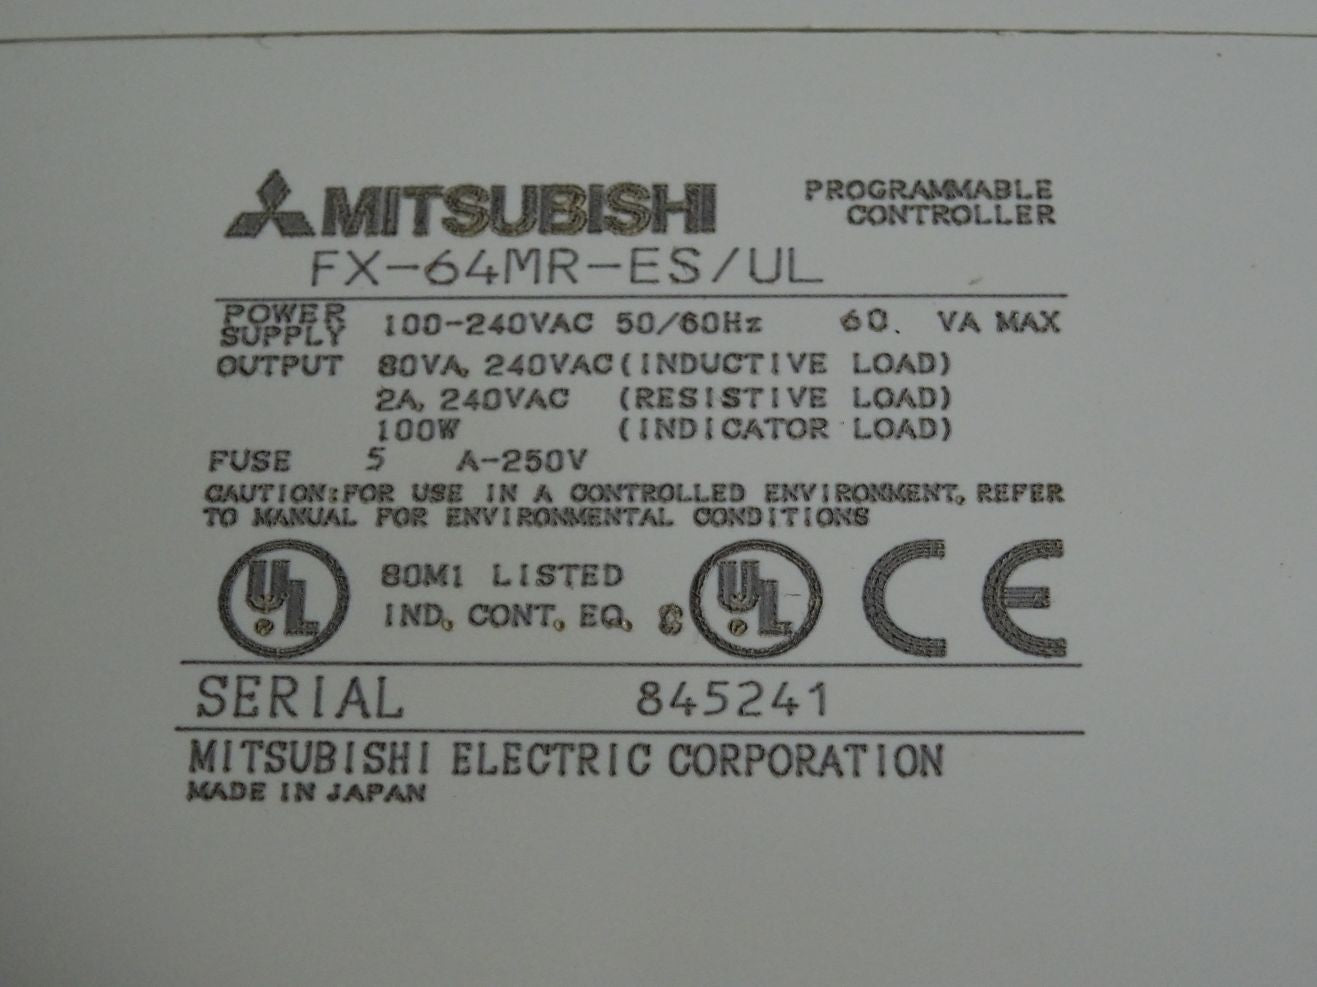 MITSUBISHI PROGRAMMABLE
CONTROLLER
FX-64MR-ES/UL
POWER SUPPLY 100-240VAC 50/60Hz 60. VA MAX
OUTPUT 80VA, 240VAC (INDUCTIVE LOAD)
2A, 240VAC (RESISTIVE LOAD)
100W (INDICATOR LOAD)
FUSE 5 A-250V
CAUTION:FOR USE IN A CONTROLLED ENVIRONMENT, REFER
TO MANUAL FOR ENVIRONMENTAL CONDITIONS
UL 80M1 LISTED
IND. CONT. EQ. C UL CE
SERIAL 845241
MITSUBISHI ELECTRIC CORPORATION
MADE IN JAPAN